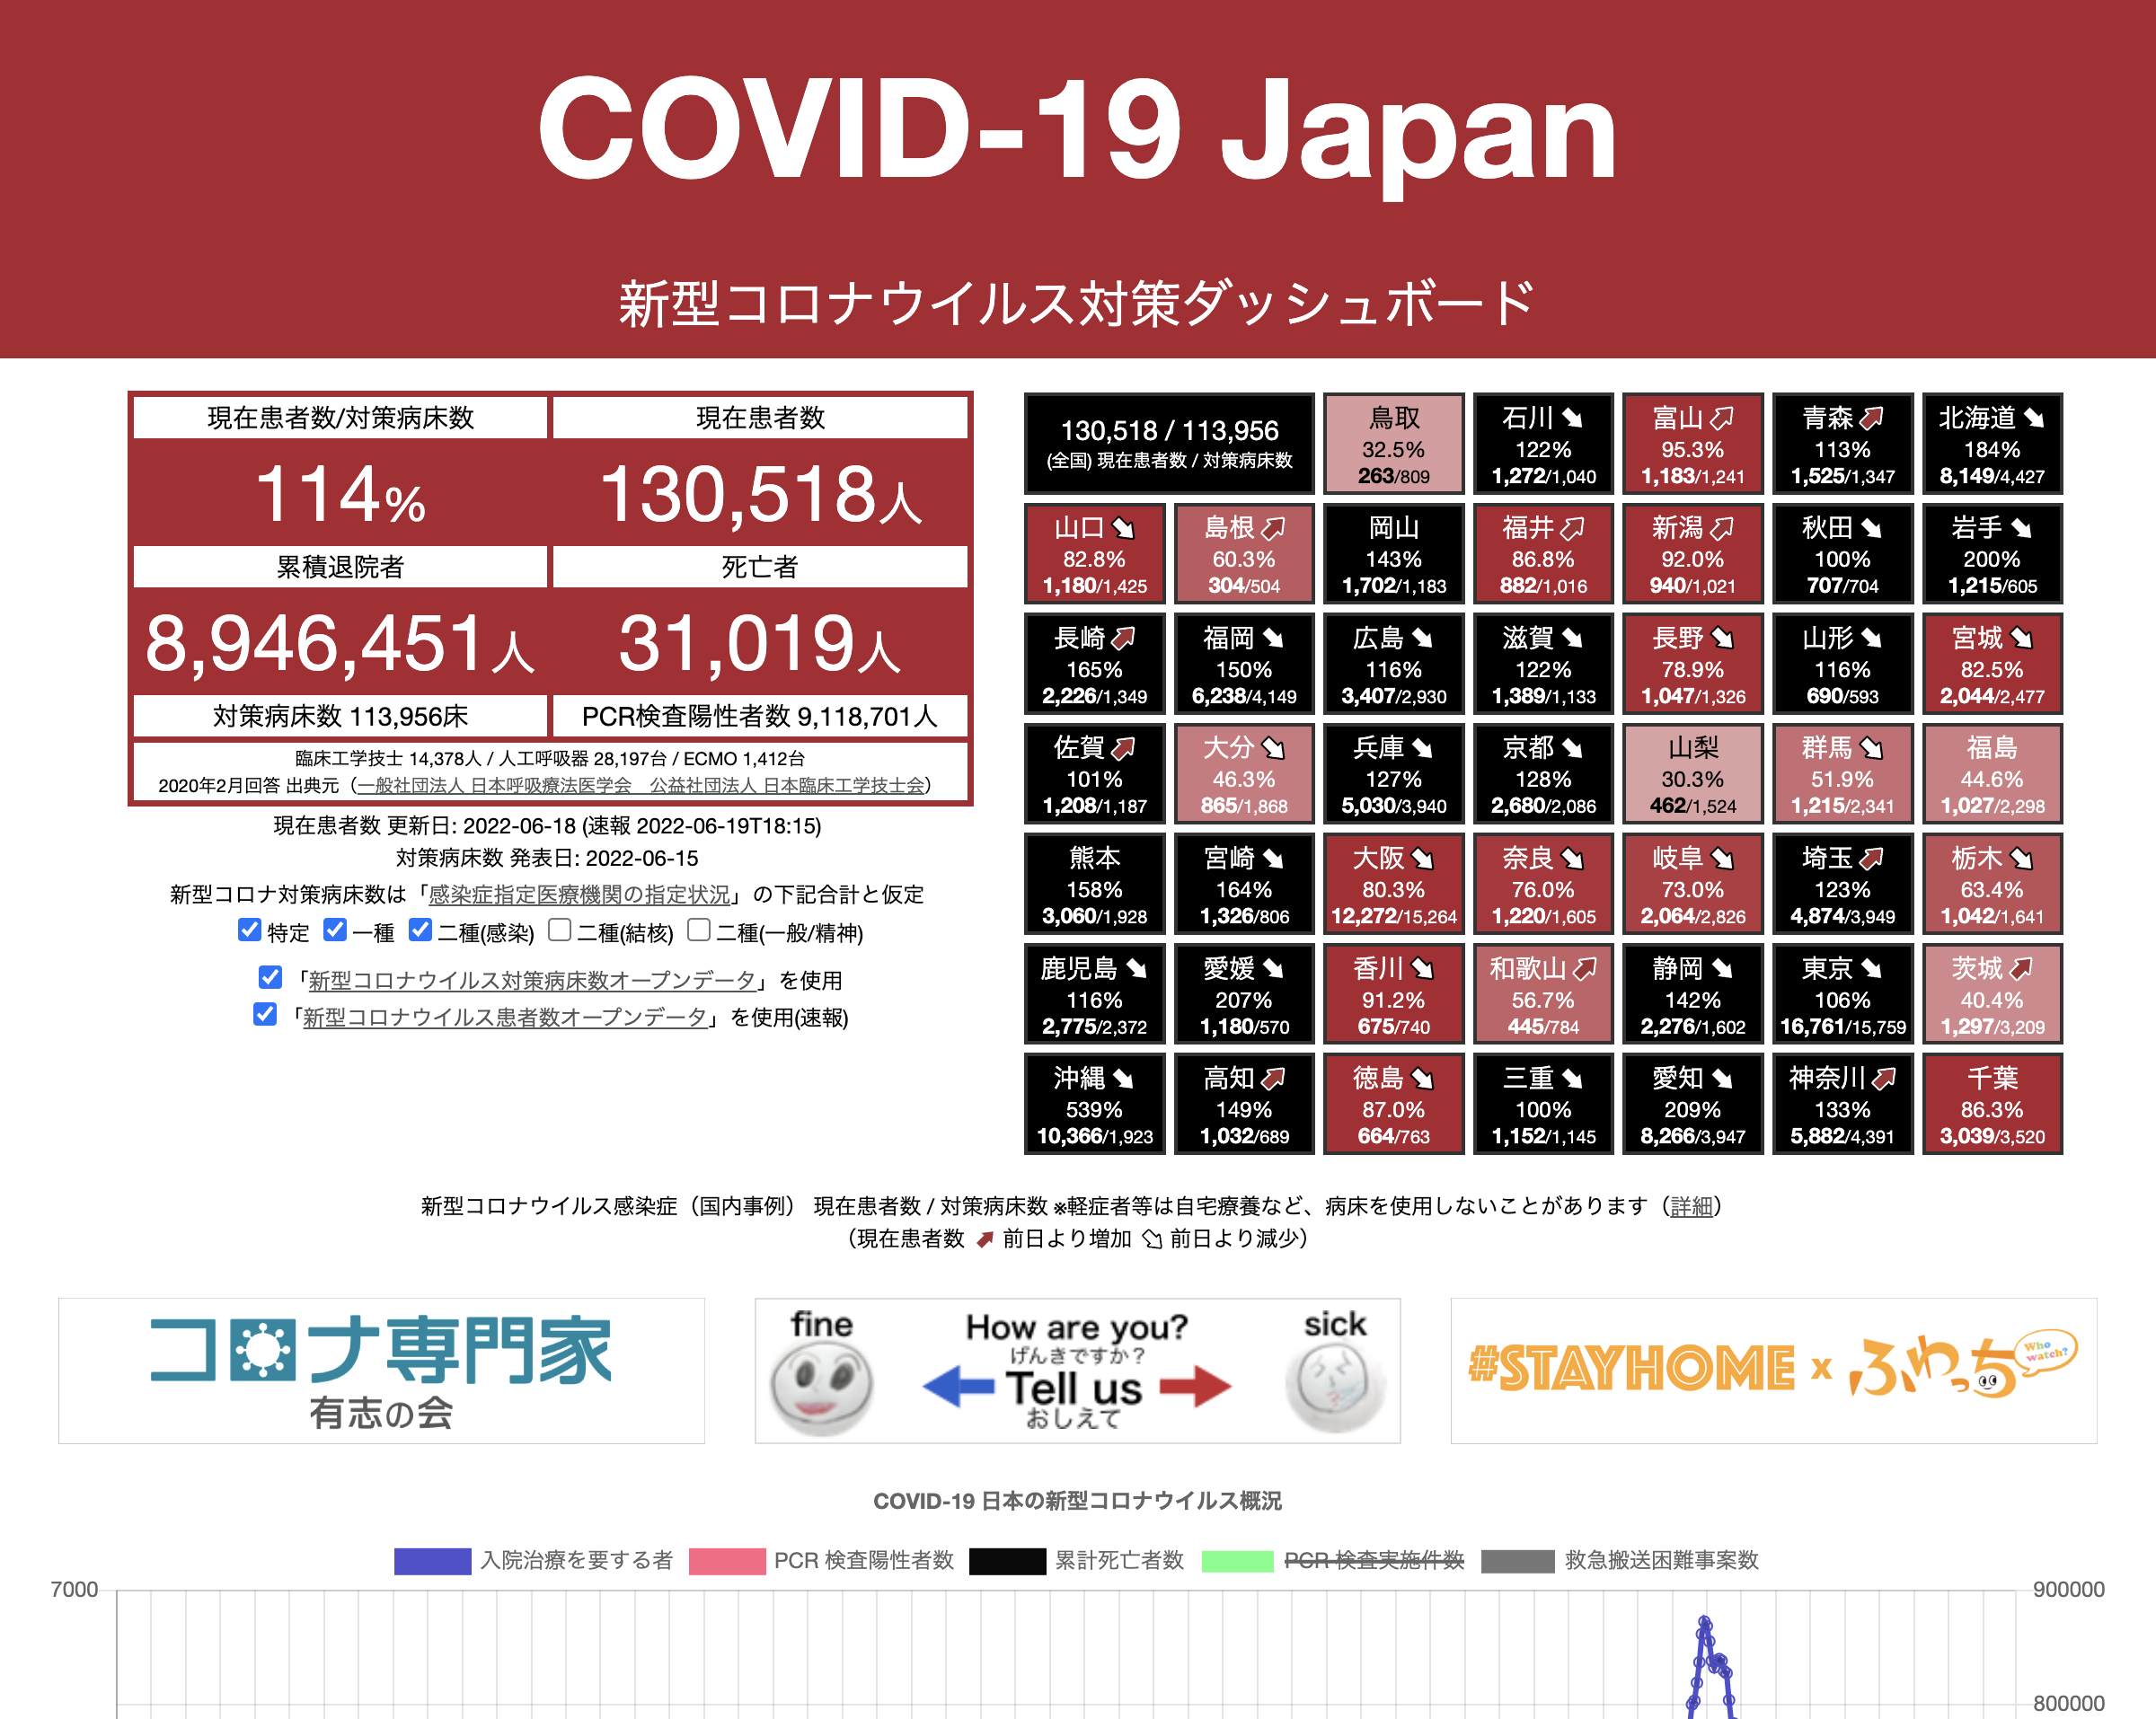 COVID-19 Japan
新型コロナウイルス対策ダッシュボード
現在患者数/対策病床数
現在患者数
114%
130,518人
累積退院者
死亡者
8,946,451人
31,019人
対策病床数 113,956床
PCR検査陽性者数 9,118,701人
臨床工学技士 14,378人 / 人工呼吸器 28,197台 / ECMO 1,412台
2020年2月回答 出典元（一般社団法人 日本呼吸療法医学会　公益社団法人 日本臨床工学技士会）
現在患者数 更新日: 2022-06-18 (速報 2022-06-19T18:15)
対策病床数 発表日: 2022-06-15
新型コロナ対策病床数は「感染症指定医療機関の指定状況」の下記合計と仮定
特定 一種 二種(感染) 二種(結核) 二種(一般/精神)
「新型コロナウイルス対策病床数オープンデータ」を使用
「新型コロナウイルス患者数オープンデータ」を使用(速報)
130,518 / 113,956
(全国) 現在患者数 / 対策病床数
鳥取
32.5%
263/809
石川
122%
1,272/1,040
富山
95.3%
1,183/1,241
青森
113%
1,525/1,347
北海道
184%
8,149/4,427
山口
82.8%
1,180/1,425
島根
60.3%
304/504
岡山
143%
1,702/1,183
福井
86.8%
882/1,016
新潟
92.0%
940/1,021
秋田
100%
707/704
岩手
200%
1,215/605
長崎
165%
2,226/1,349
福岡
150%
6,238/4,149
広島
116%
3,407/2,930
滋賀
122%
1,389/1,133
長野
78.9%
1,047/1,326
山形
116%
690/593
宮城
82.5%
2,044/2,477
佐賀
101%
1,208/1,187
大分
46.3%
865/1,868
兵庫
127%
5,030/3,940
京都
128%
2,680/2,086
山梨
30.3%
462/1,524
群馬
51.9%
1,215/2,341
福島
44.6%
1,027/2,298
熊本
158%
3,060/1,928
宮崎
164%
1,326/806
大阪
80.3%
12,272/15,264
奈良
76.0%
1,220/1,605
岐阜
73.0%
2,064/2,826
埼玉
123%
4,874/3,949
栃木
63.4%
1,042/1,641
鹿児島
116%
2,775/2,372
愛媛
207%
1,180/570
香川
91.2%
675/740
和歌山
56.7%
445/784
静岡
142%
2,276/1,602
東京
106%
16,761/15,759
茨城
40.4%
1,297/3,209
沖縄
539%
10,366/1,923
高知
149%
1,032/689
徳島
87.0%
664/763
三重
100%
1,152/1,145
愛知
209%
8,266/3,947
神奈川
133%
5,882/4,391
千葉
86.3%
3,039/3,520
新型コロナウイルス感染症（国内事例） 現在患者数 / 対策病床数 ※軽症者等は自宅療養など、病床を使用しないことがあります（詳細）
（現在患者数 前日より増加 前日より減少）
コロナ専門家
有志の会
fine
How are you?
げんきですか？
Tell us
おしえて
sick
#STAYHOME x ふわっち
Who watch?
COVID-19 日本の新型コロナウイルス概況
入院治療を要する者 PCR 検査陽性者数 累計死亡者数 PCR 検査実施件数 救急搬送困難事案数
7000
900000
800000